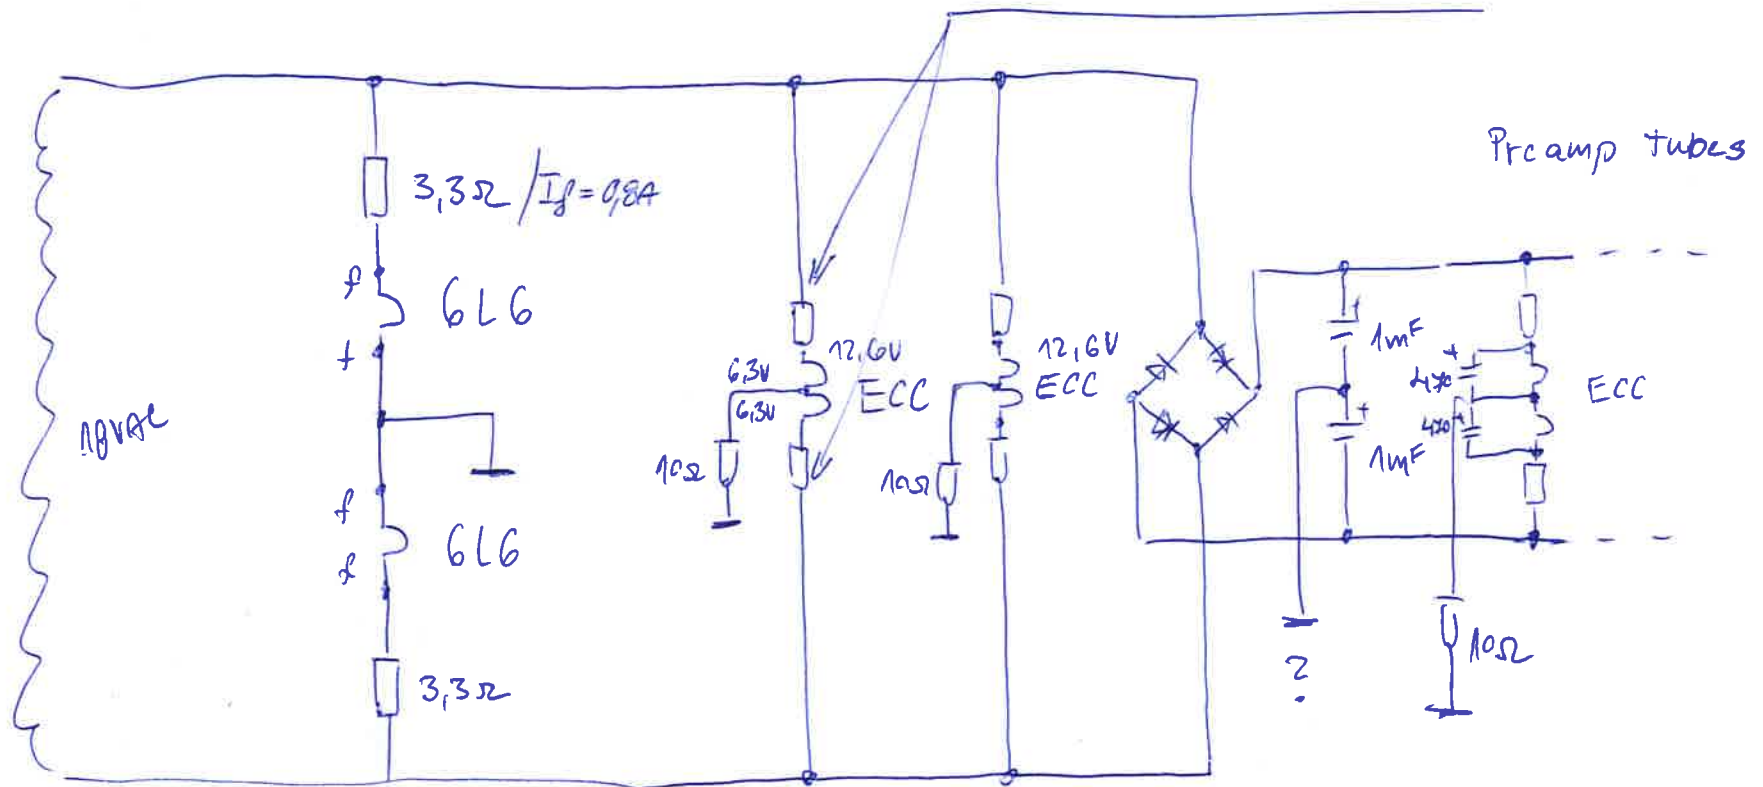 18VAC
3,3Ω /If=0,8A
f
6L6
f
f
6L6
f
3,3Ω
12,6V
6,3V
ECC
6,3V
10Ω
12,6V
ECC
10Ω
+
1mF
+
1mF
?
+
470
ECC
+
470
10Ω
Preamp tubes